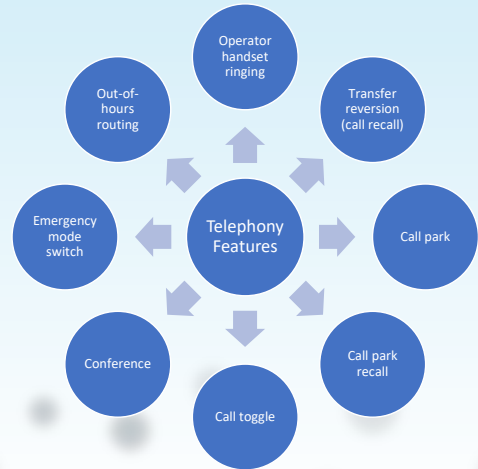 Operator
handset
ringing
Transfer
reversion
(call recall)
Call park
Call park
recall
Call toggle
Conference
Emergency
mode
switch
Out-of-
hours
routing
Telephony
Features